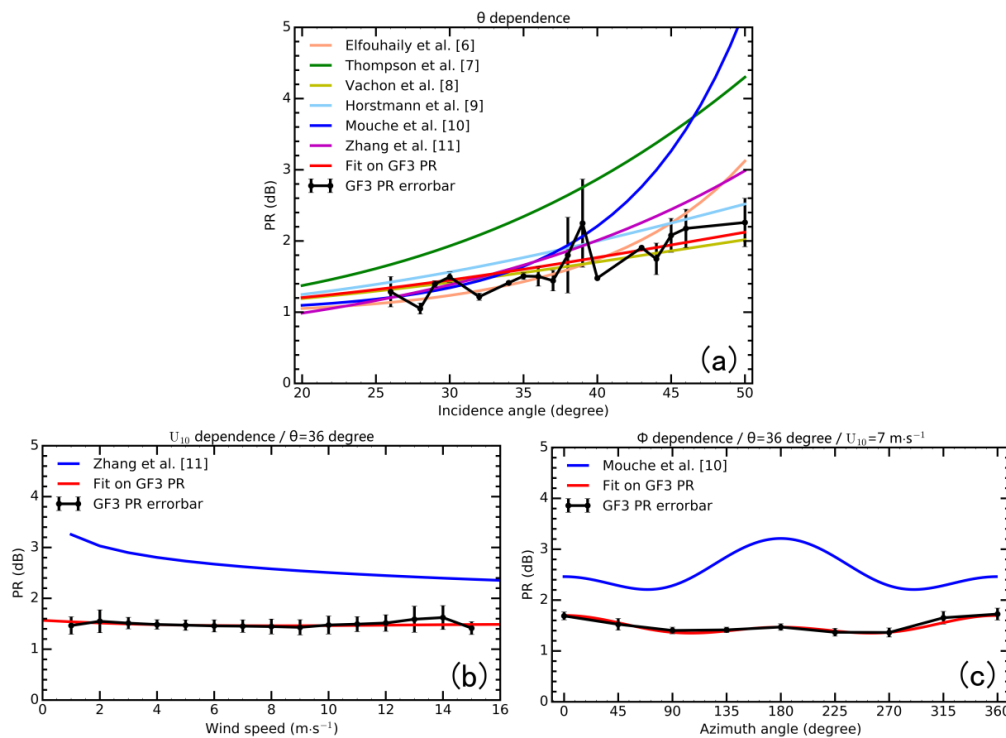 θ dependence
5
4
3
2
1
0
PR (dB)
Elfouhaily et al. [6]
Thompson et al. [7]
Vachon et al. [8]
Horstmann et al. [9]
Mouche et al. [10]
Zhang et al. [11]
Fit on GF3 PR
GF3 PR errorbar
(a)
20 25 30 35 40 45 50
Incidence angle (degree)
U₁₀ dependence / θ=36 degree
5
4
3
2
1
0
PR (dB)
Zhang et al. [11]
Fit on GF3 PR
GF3 PR errorbar
(b)
0 2 4 6 8 10 12 14 16
Wind speed (m·s⁻¹)
Φ dependence / θ=36 degree / U₁₀=7 m·s⁻¹
5
4
3
2
1
0
PR (dB)
Mouche et al. [10]
Fit on GF3 PR
GF3 PR errorbar
(c)
0 45 90 135 180 225 270 315 360
Azimuth angle (degree)